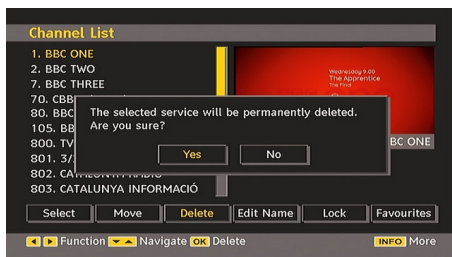 Channel List
1. BBC ONE
2. BBC TWO
7. BBC THREE
70. CBB
80. BBC
105. BB
800. TV
801. 3/
802.
803. CATALUNYA INFORMACIÓ
Wednesday 9.00
The Apprentice
The Final
BBC ONE
The selected service will be permanently deleted.
Are you sure?
Yes No
Select Move Delete Edit Name Lock Favourites
Function Navigate OK Delete INFO More